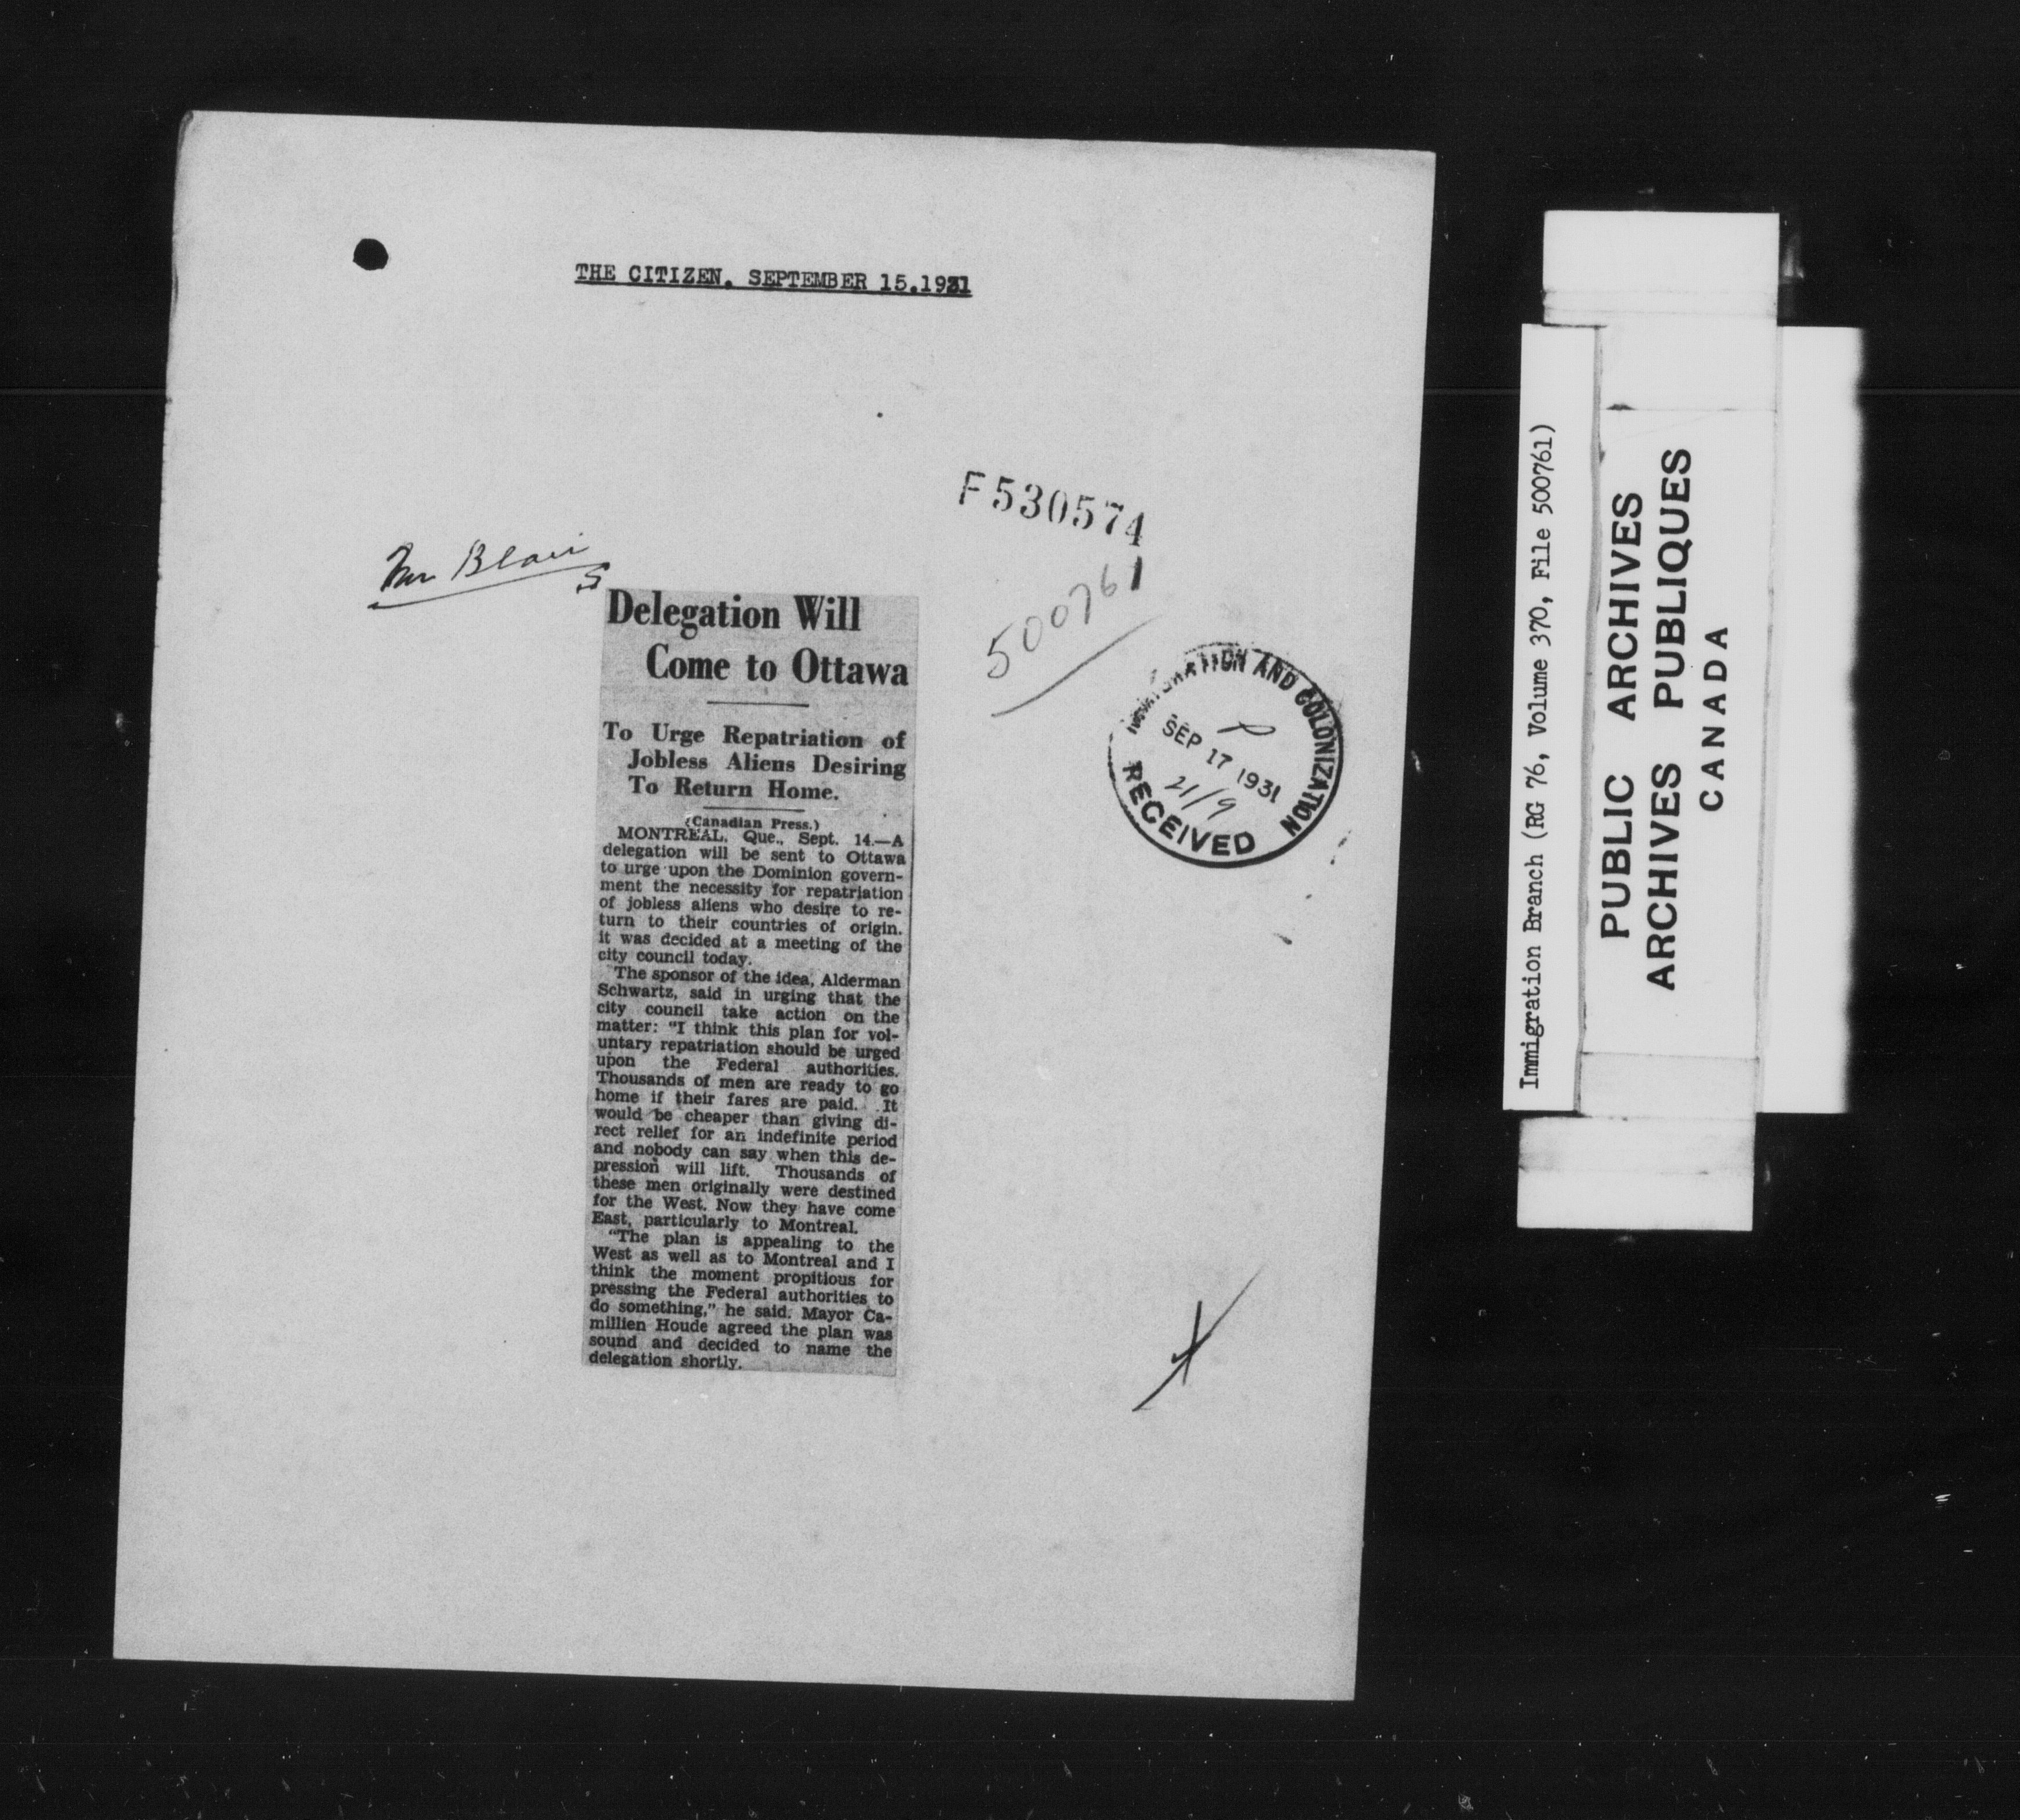 THE CITIZEN. SEPTEMBER 15.1931
F530574
500761
Mr Blair
Delegation Will
Come to Ottawa
To Urge Repatriation of
Jobless Aliens Desiring
To Return Home.
(Canadian Press.)
MONTREAL, Que., Sept. 14.—A
delegation will be sent to Ottawa
to urge upon the Dominion govern-
ment the necessity for repatriation
of jobless aliens who desire to re-
turn to their countries of origin,
it was decided at a meeting of the
city council today.
The sponsor of the idea, Alderman
Schwartz, said in urging that the
city council take action on the
matter: "I think this plan for vol-
untary repatriation should be urged
upon the Federal authorities.
Thousands of men are ready to go
home if their fares are paid. It
would be cheaper than giving di-
rect relief for an indefinite period
and nobody can say when this de-
pression will lift. Thousands of
these men originally were destined
for the West. Now they have come
East, particularly to Montreal.
"The plan is appealing to the
West as well as to Montreal and I
think the moment propitious for
pressing the Federal authorities to
do something," he said. Mayor Ca-
millien Houde agreed the plan was
sound and decided to name the
delegation shortly.
IMMIGRATION AND COLONIZATION
SEP 17 1931
21/9
RECEIVED
Immigration Branch (RG 76, Volume 370, File 500761)
PUBLIC ARCHIVES
ARCHIVES PUBLIQUES
CANADA